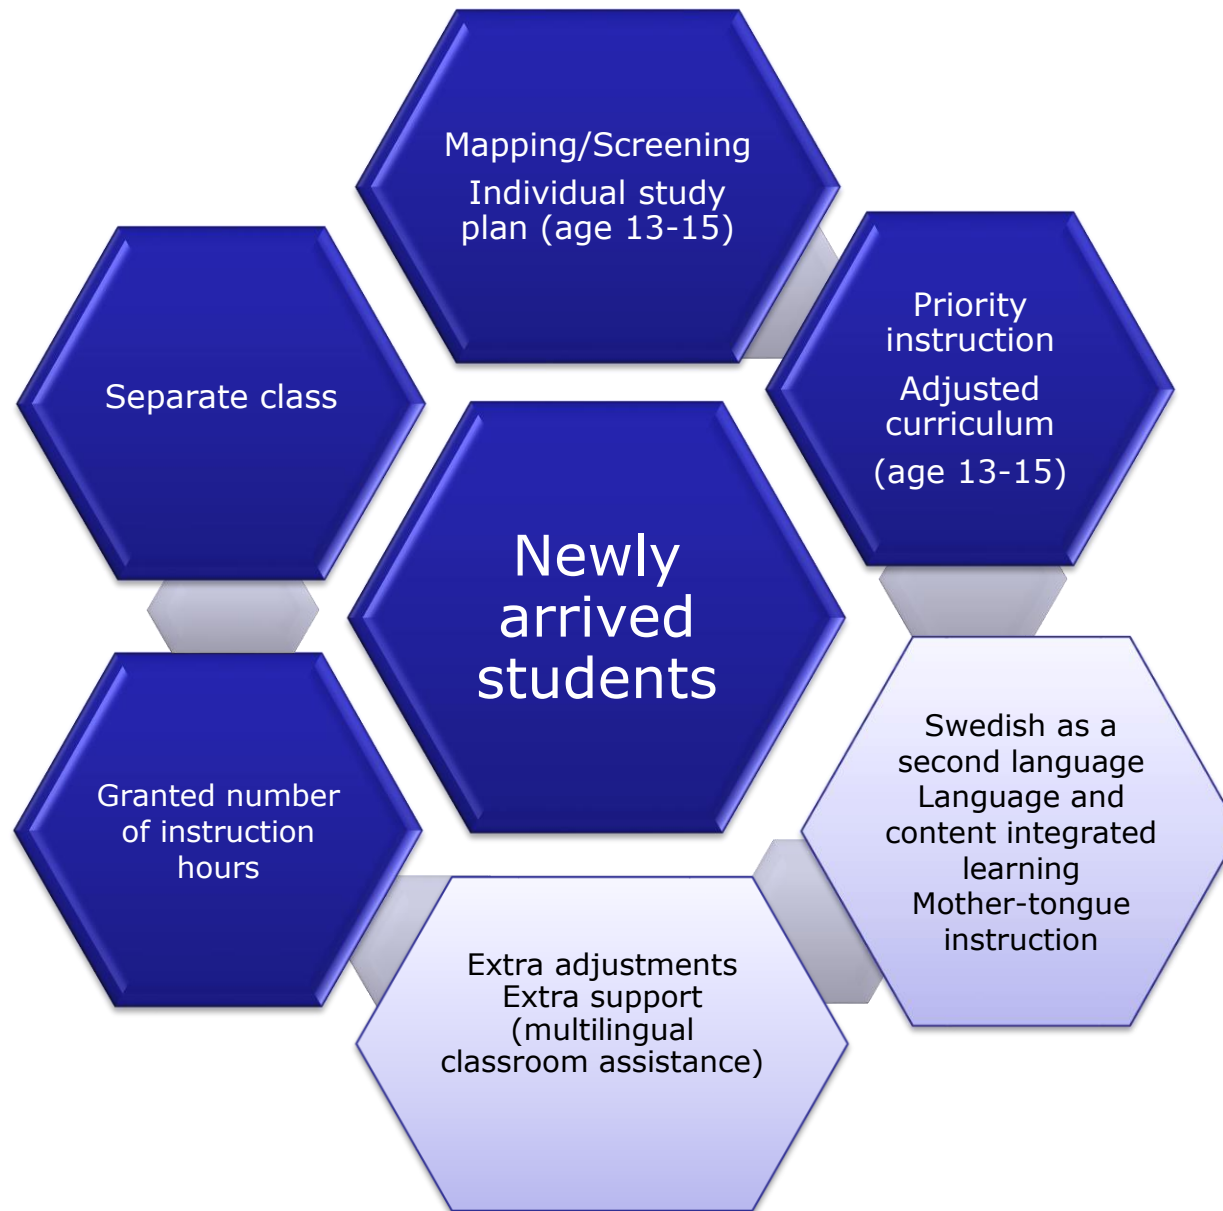 Mapping/Screening
Individual study
plan (age 13-15)
Priority
instruction
Adjusted
curriculum
(age 13-15)
Separate class
Newly
arrived
students
Swedish as a
second language
Language and
content integrated
learning
Mother-tongue
instruction
Granted number
of instruction
hours
Extra adjustments
Extra support
(multilingual
classroom assistance)